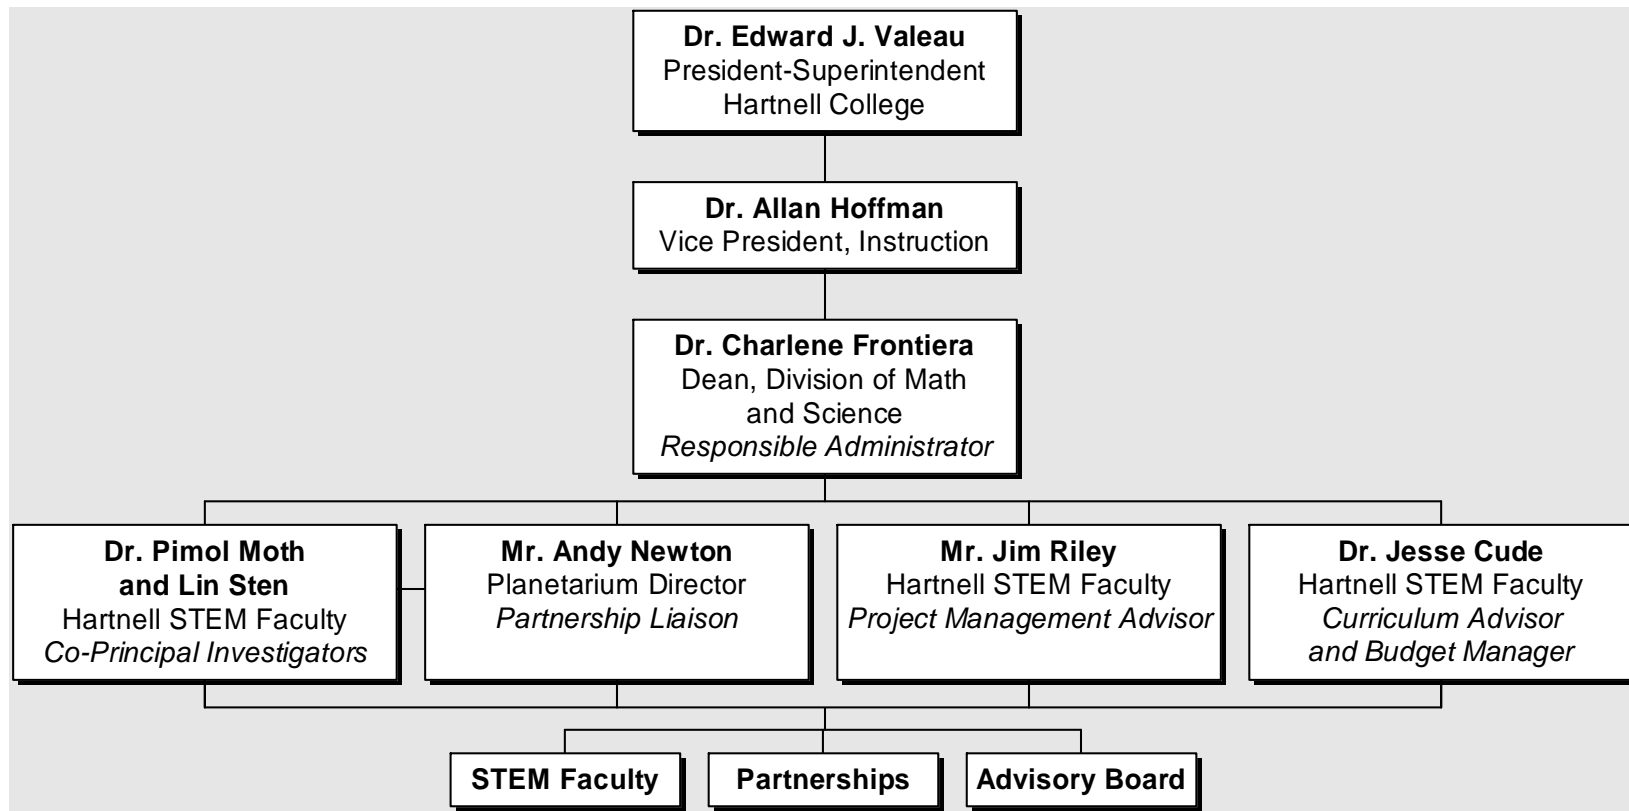 Dr. Edward J. Valeau
President-Superintendent
Hartnell College
Dr. Allan Hoffman
Vice President, Instruction
Dr. Charlene Frontiera
Dean, Division of Math
and Science
Responsible Administrator
Dr. Pimol Moth
and Lin Sten
Hartnell STEM Faculty
Co-Principal Investigators
Mr. Andy Newton
Planetarium Director
Partnership Liaison
Mr. Jim Riley
Hartnell STEM Faculty
Project Management Advisor
Dr. Jesse Cude
Hartnell STEM Faculty
Curriculum Advisor
and Budget Manager
STEM Faculty
Partnerships
Advisory Board